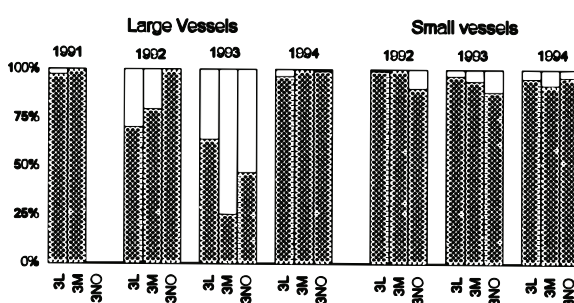 Large Vessels Small vessels
1991 1992 1993 1994 1992 1993 1994
100%
75%
50%
25%
0%
3L 3M 3NO 3L 3M 3NO 3L 3M 3NO 3L 3M 3NO 3L 3M 3NO 3L 3M 3NO 3L 3M 3NO